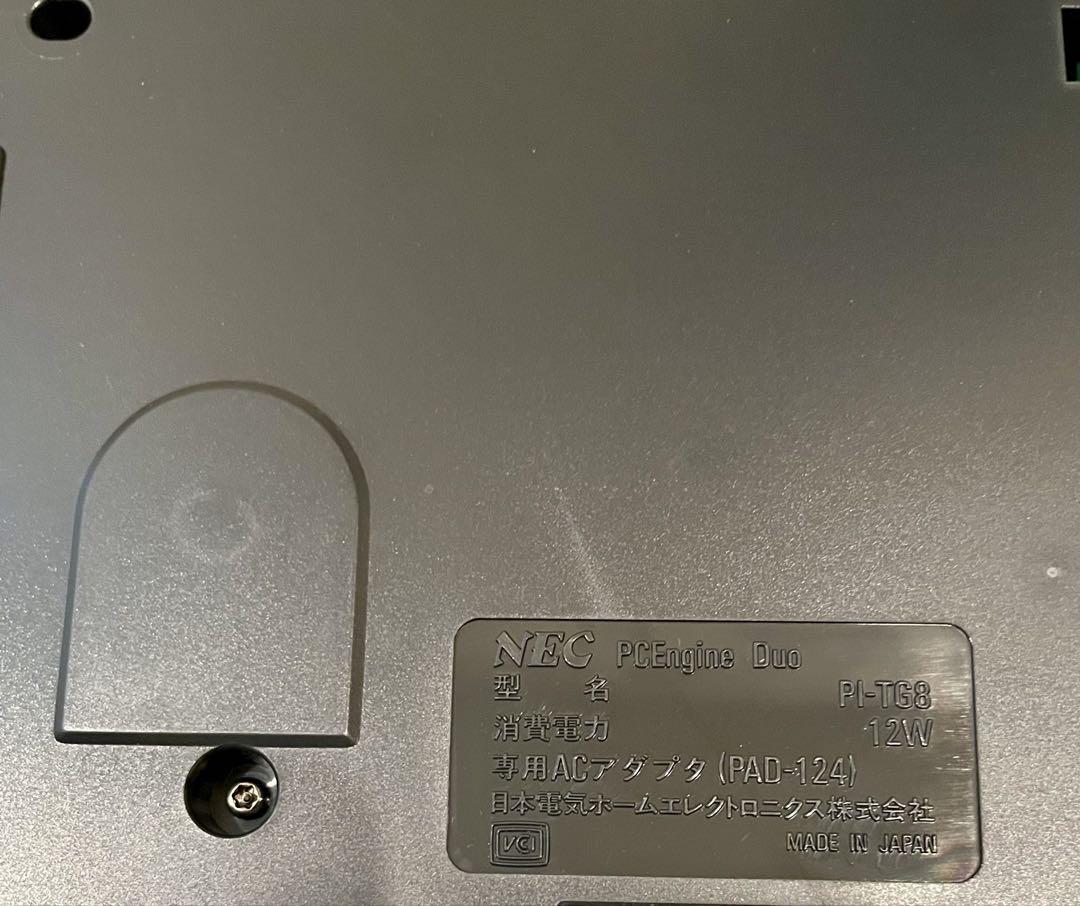 NEC PCEngine Duo
型 名 PI-TG8
消費電力 12W
専用ACアダプタ(PAD-124)
日本電気ホームエレクトロニクス株式会社
VCI MADE IN JAPAN